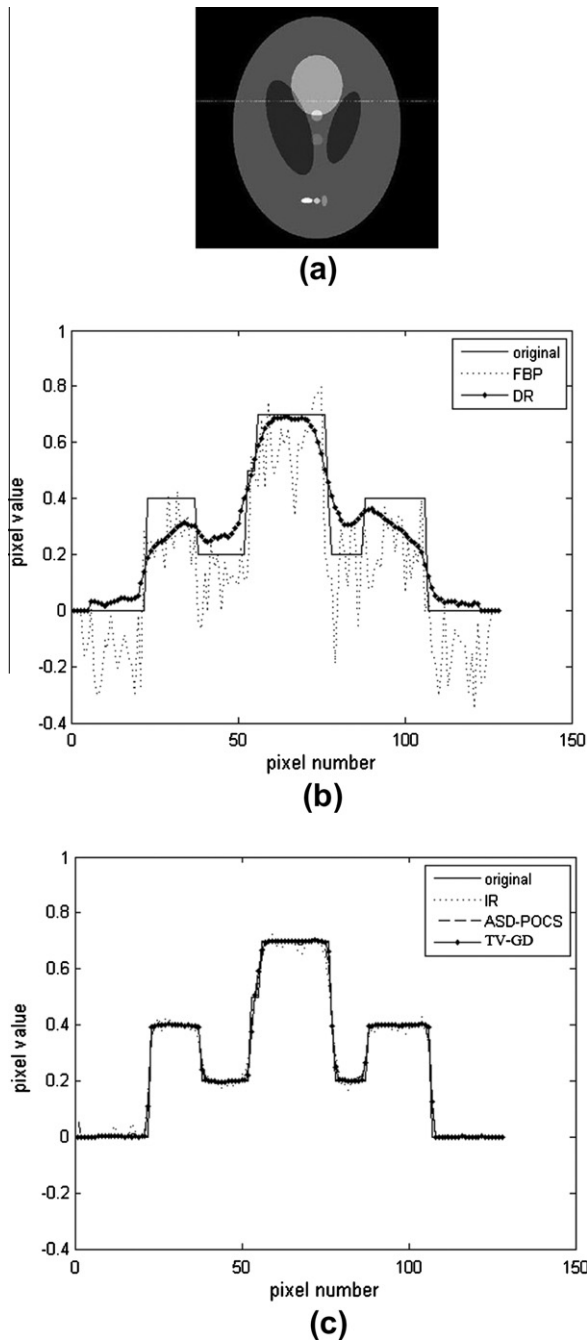 (a)
1
0.8
0.6
0.4
0.2
0
-0.2
-0.4
pixel value
original
FBP
DR
0
50
100
150
pixel number
(b)
1
0.8
0.6
0.4
0.2
0
-0.2
-0.4
pixel value
original
IR
ASD-POCS
TV-GD
0
50
100
150
pixel number
(c)